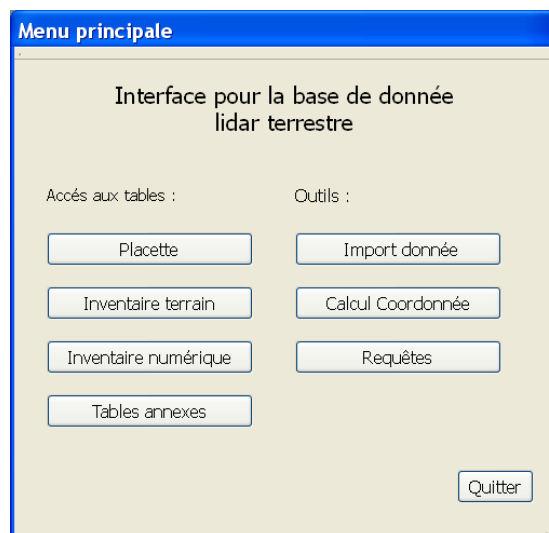 Menu principale
Interface pour la base de donnée
lidar terrestre
Accés aux tables :
Outils :
Placette
Import donnée
Inventaire terrain
Calcul Coordonnée
Inventaire numérique
Requêtes
Tables annexes
Quitter